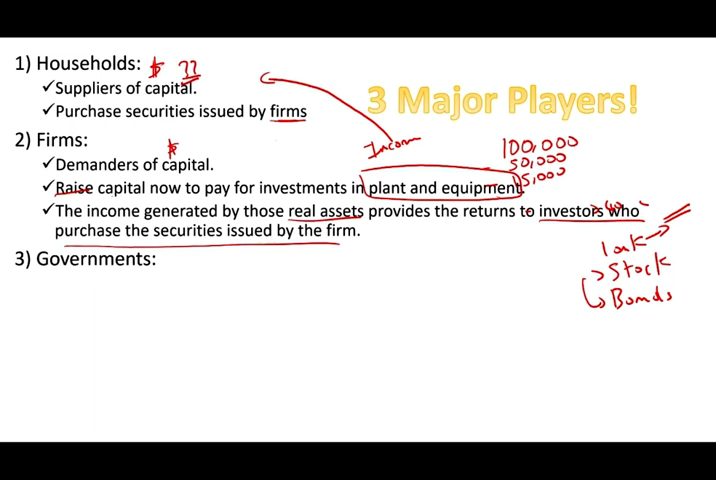 1) Households: $ ??
✓Suppliers of capital.
✓Purchase securities issued by firms
3 Major Players!
2) Firms: $
Income
100,000
50,000
✓Demanders of capital.
✓Raise capital now to pay for investments in plant and equipment.
✓The income generated by those real assets provides the returns to investors who
purchase the securities issued by the firm.
3) Governments:
Stock
Bonds